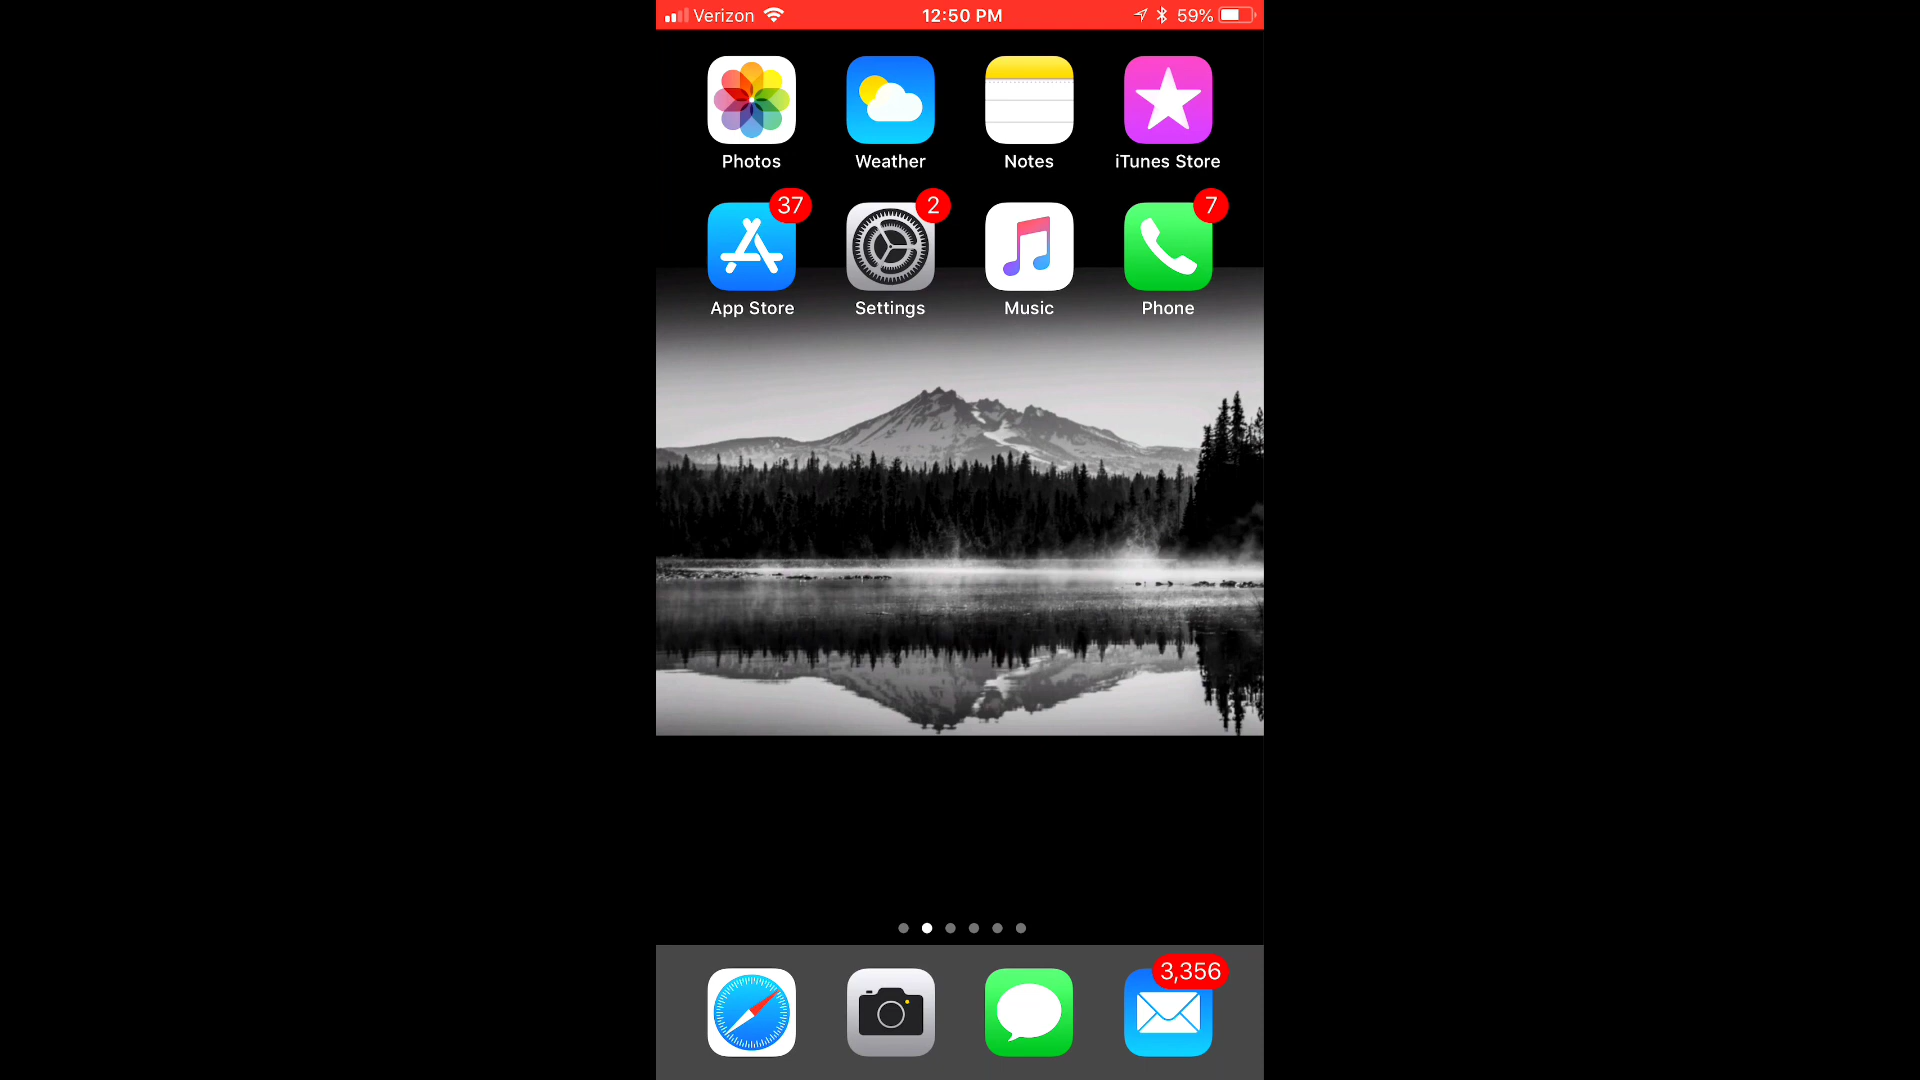 Verizon 12:50 PM 59%
Photos Weather Notes iTunes Store
37 2 7
App Store Settings Music Phone
3,356